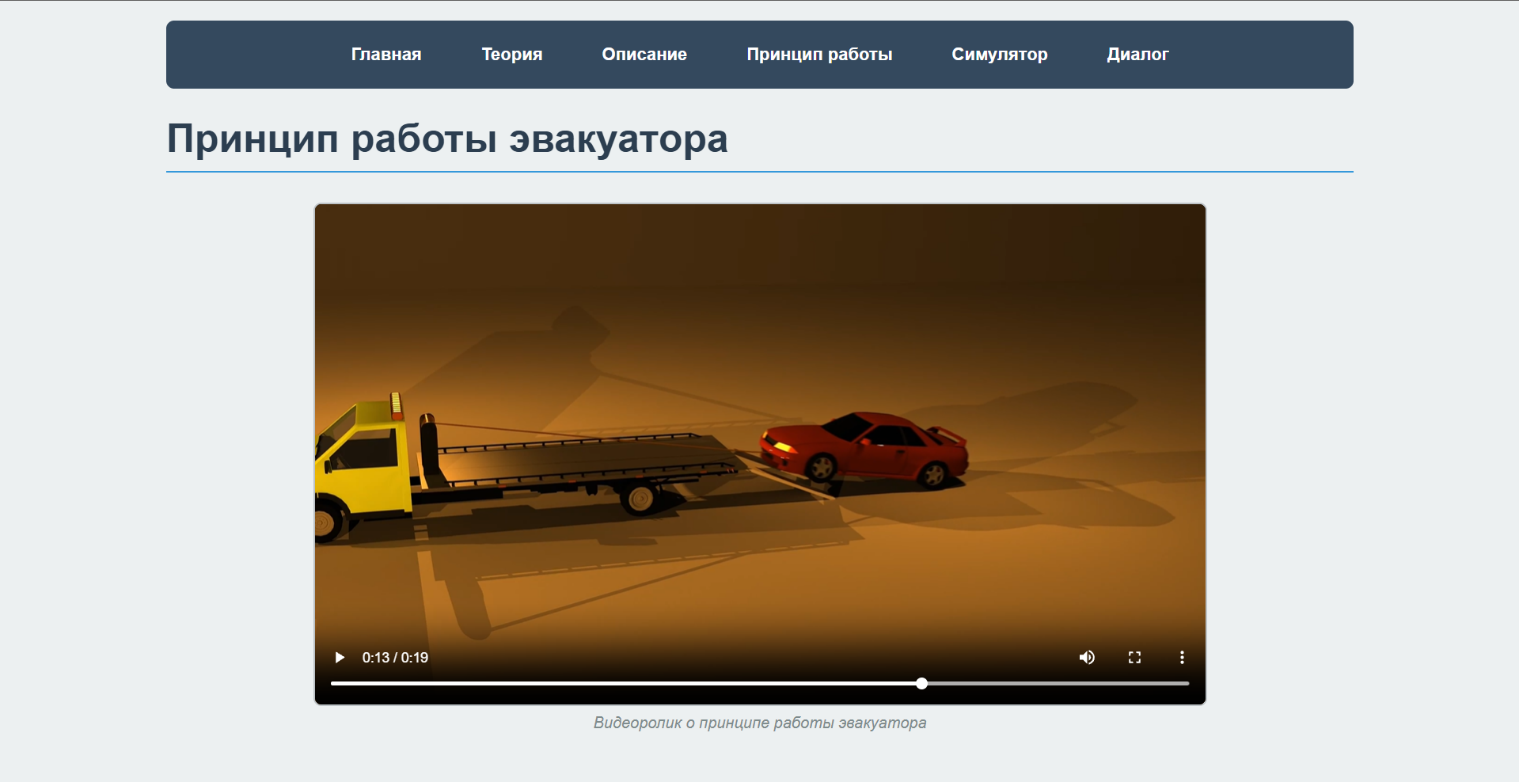 Главная Теория Описание Принцип работы Симулятор Диалог
Принцип работы эвакуатора
0:13 / 0:19
Видеоролик о принципе работы эвакуатора